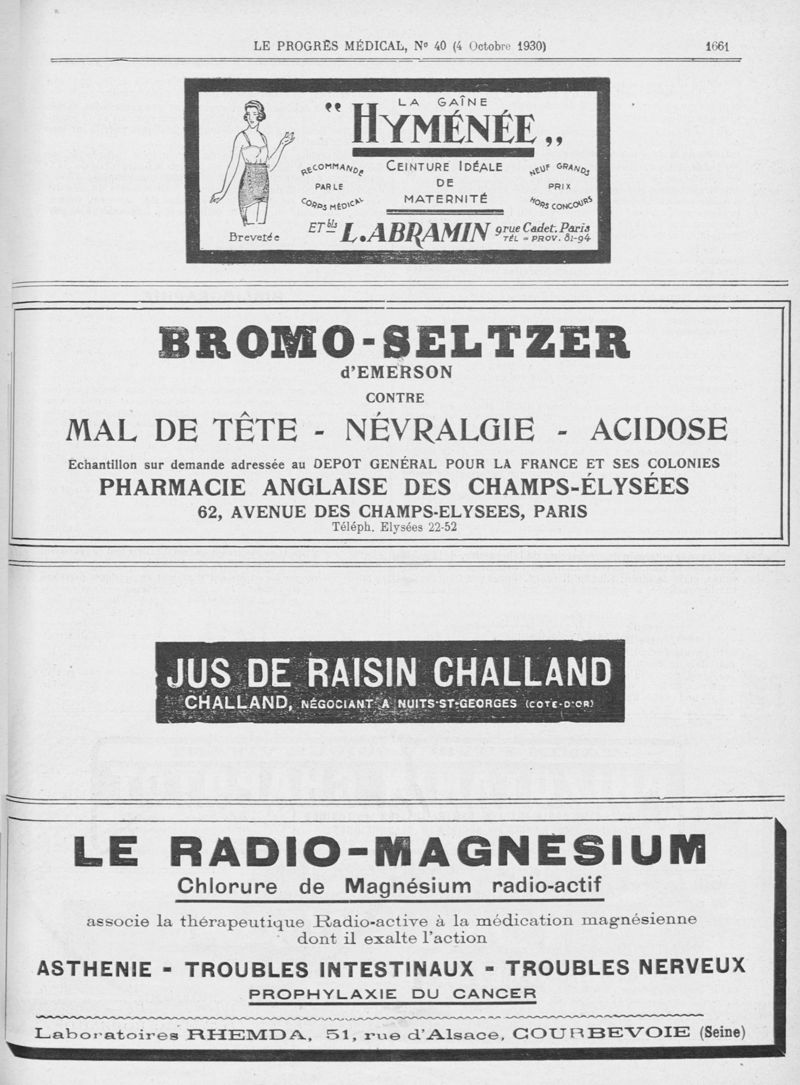 LE PROGRÈS MÉDICAL, Nº 40 (4 Octobre 1930) 1661
LA GAÎNE
"HYMÉNÉE„
RECOMMANDÉ
PAR LE
CORPS MÉDICAL
CEINTURE IDÉALE
DE
MATERNITÉ
NEUF GRANDS
PRIX
HORS CONCOURS
Brevetée
ETbls L. ABRAMIN 9 rue Cadet. Paris
TÉL = PROV. 81-94
BROMO-SELTZER
d'EMERSON
CONTRE
MAL DE TÊTE - NÉVRALGIE - ACIDOSE
Echantillon sur demande adressée au DEPOT GENÉRAL POUR LA FRANCE ET SES COLONIES
PHARMACIE ANGLAISE DES CHAMPS-ÉLYSÉES
62, AVENUE DES CHAMPS-ELYSEES, PARIS
Téléph. Elysées 22-52
JUS DE RAISIN CHALLAND
CHALLAND, NÉGOCIANT A NUITS-ST-GEORGES (COTE-D'OR)
LE RADIO-MAGNESIUM
Chlorure de Magnésium radio-actif
associe la thérapeutique Radio-active à la médication magnésienne
dont il exalte l'action
ASTHENIE - TROUBLES INTESTINAUX - TROUBLES NERVEUX
PROPHYLAXIE DU CANCER
Laboratoires RHEMDA, 51, rue d'Alsace, COURBEVOIE (Seine)